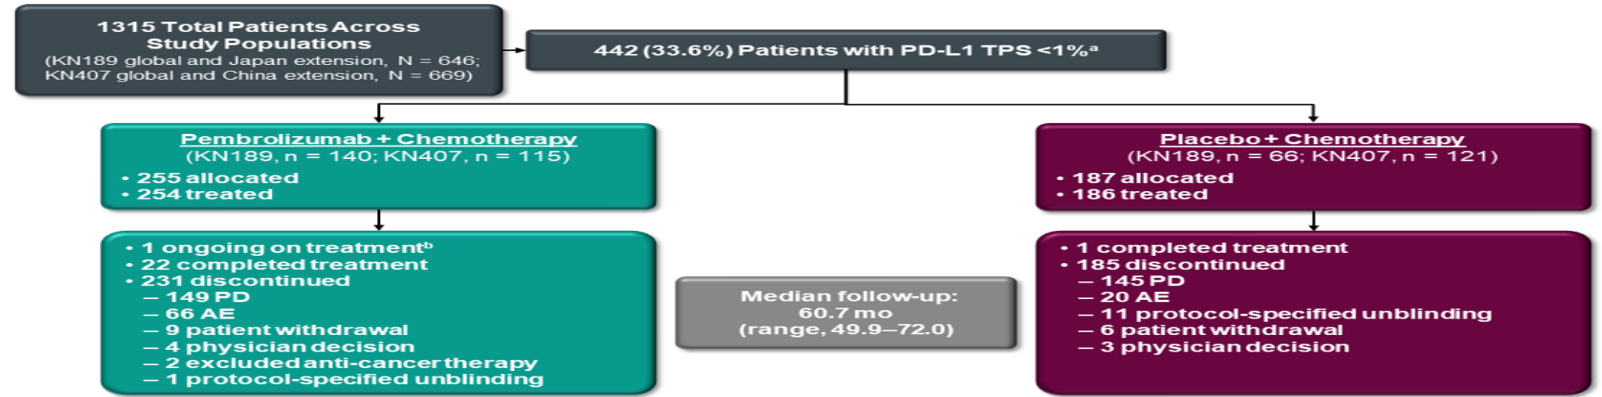 1315 Total Patients Across
Study Populations
(KN189 global and Japan extension, N = 646;
KN407 global and China extension, N = 669)
442 (33.6%) Patients with PD-L1 TPS <1%ᵃ
Pembrolizumab + Chemotherapy
(KN189, n = 140; KN407, n = 115)
• 255 allocated
• 254 treated
Placebo + Chemotherapy
(KN189, n = 66; KN407, n = 121)
• 187 allocated
• 186 treated
• 1 ongoing on treatmentᵇ
• 22 completed treatment
• 231 discontinued
– 149 PD
– 66 AE
– 9 patient withdrawal
– 4 physician decision
– 2 excluded anti-cancer therapy
– 1 protocol-specified unblinding
Median follow-up:
60.7 mo
(range, 49.9–72.0)
• 1 completed treatment
• 185 discontinued
– 145 PD
– 20 AE
– 11 protocol-specified unblinding
– 6 patient withdrawal
– 3 physician decision